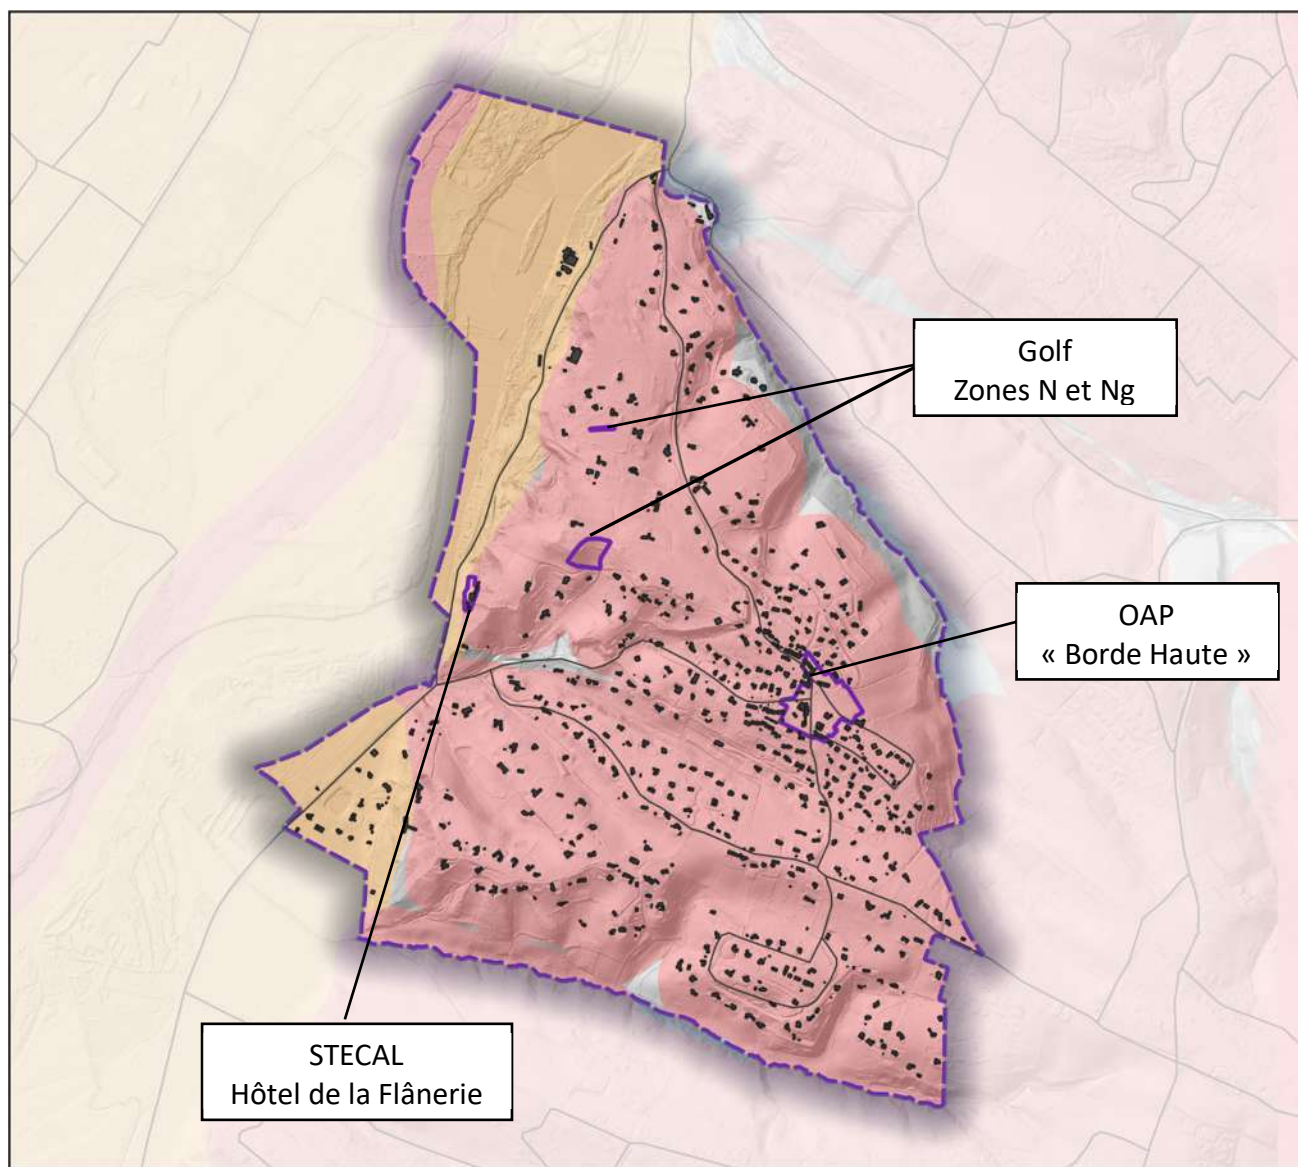 Golf
Zones N et Ng
OAP
« Borde Haute »
STECAL
Hôtel de la Flânerie